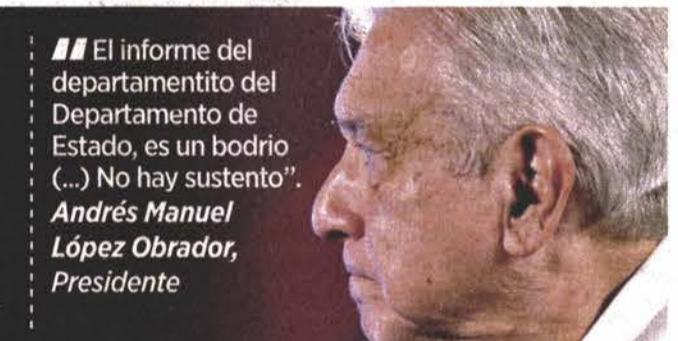 El informe del
departamentito del
Departamento de
Estado, es un bodrio
(...) No hay sustento”.
Andrés Manuel
López Obrador,
Presidente